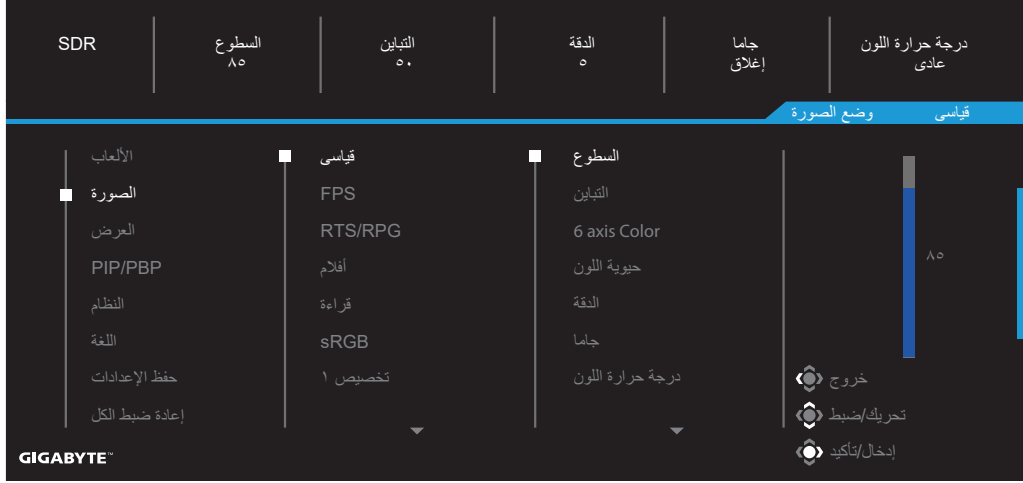 SDR
السطوع
٨٥
التباين
٥٠
الدقة
٥
جاما
إغلاق
درجة حرارة اللون
عادى
وضع الصورة
قياسى
الألعاب
الصورة
العرض
PIP/PBP
النظام
اللغة
حفظ الإعدادات
إعادة ضبط الكل
قياسى
FPS
RTS/RPG
أفلام
قراءة
sRGB
تخصيص ١
السطوع
التباين
6 axis Color
حيوية اللون
الدقة
جاما
درجة حرارة اللون
٨٥
خروج
تحريك/ضبط
إدخال/تأكيد
GIGABYTE™